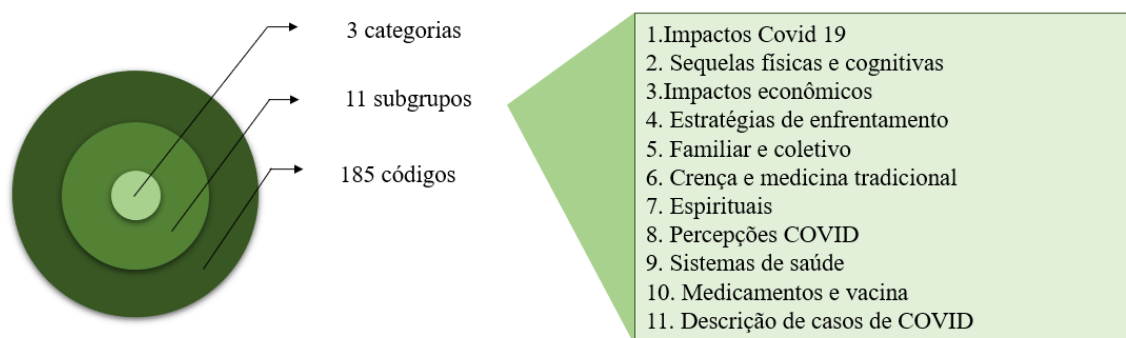 3 categorias
11 subgrupos
185 códigos
1.Impactos Covid 19
2. Sequelas físicas e cognitivas
3.Impactos econômicos
4. Estratégias de enfrentamento
5. Familiar e coletivo
6. Crença e medicina tradicional
7. Espirituais
8. Percepções COVID
9. Sistemas de saúde
10. Medicamentos e vacina
11. Descrição de casos de COVID